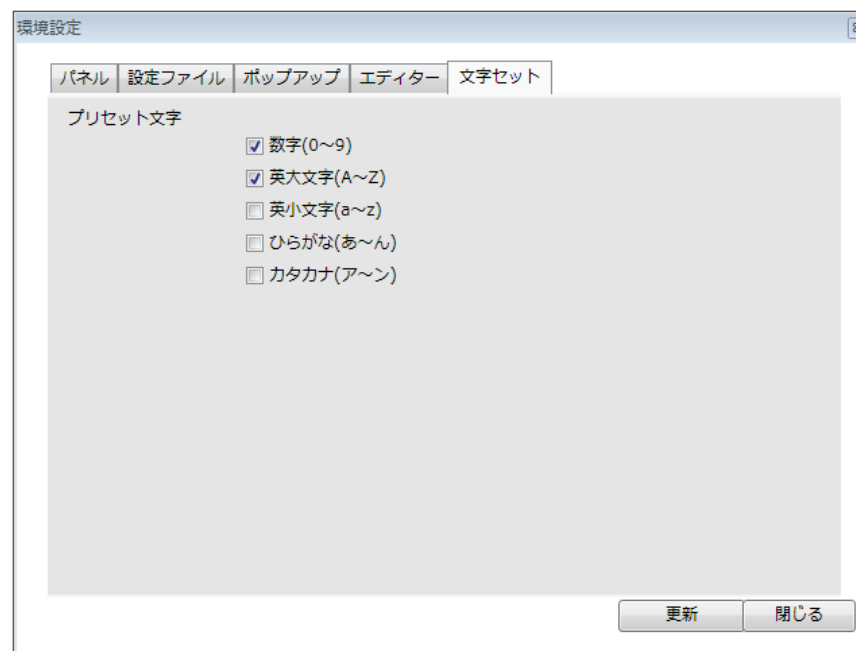 環境設定
パネル 設定ファイル ポップアップ エディター 文字セット
プリセット文字
数字(0～9)
英大文字(A～Z)
英小文字(a～z)
ひらがな(あ～ん)
カタカナ(ア～ン)
更新 閉じる